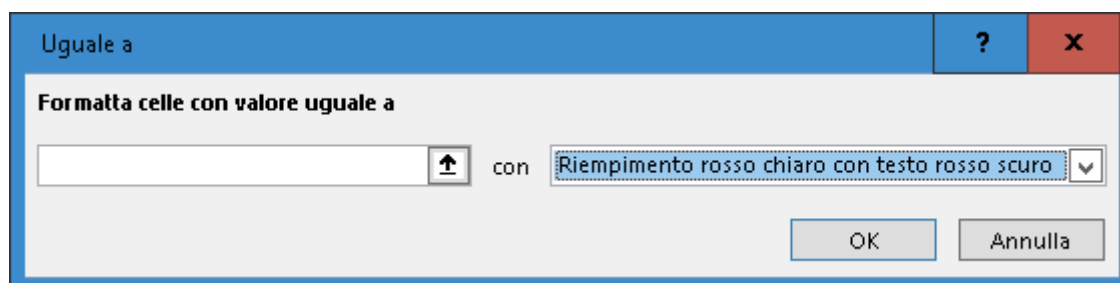 Uguale a ? x
Formatta celle con valore uguale a
con Riempimento rosso chiaro con testo rosso scuro
OK Annulla